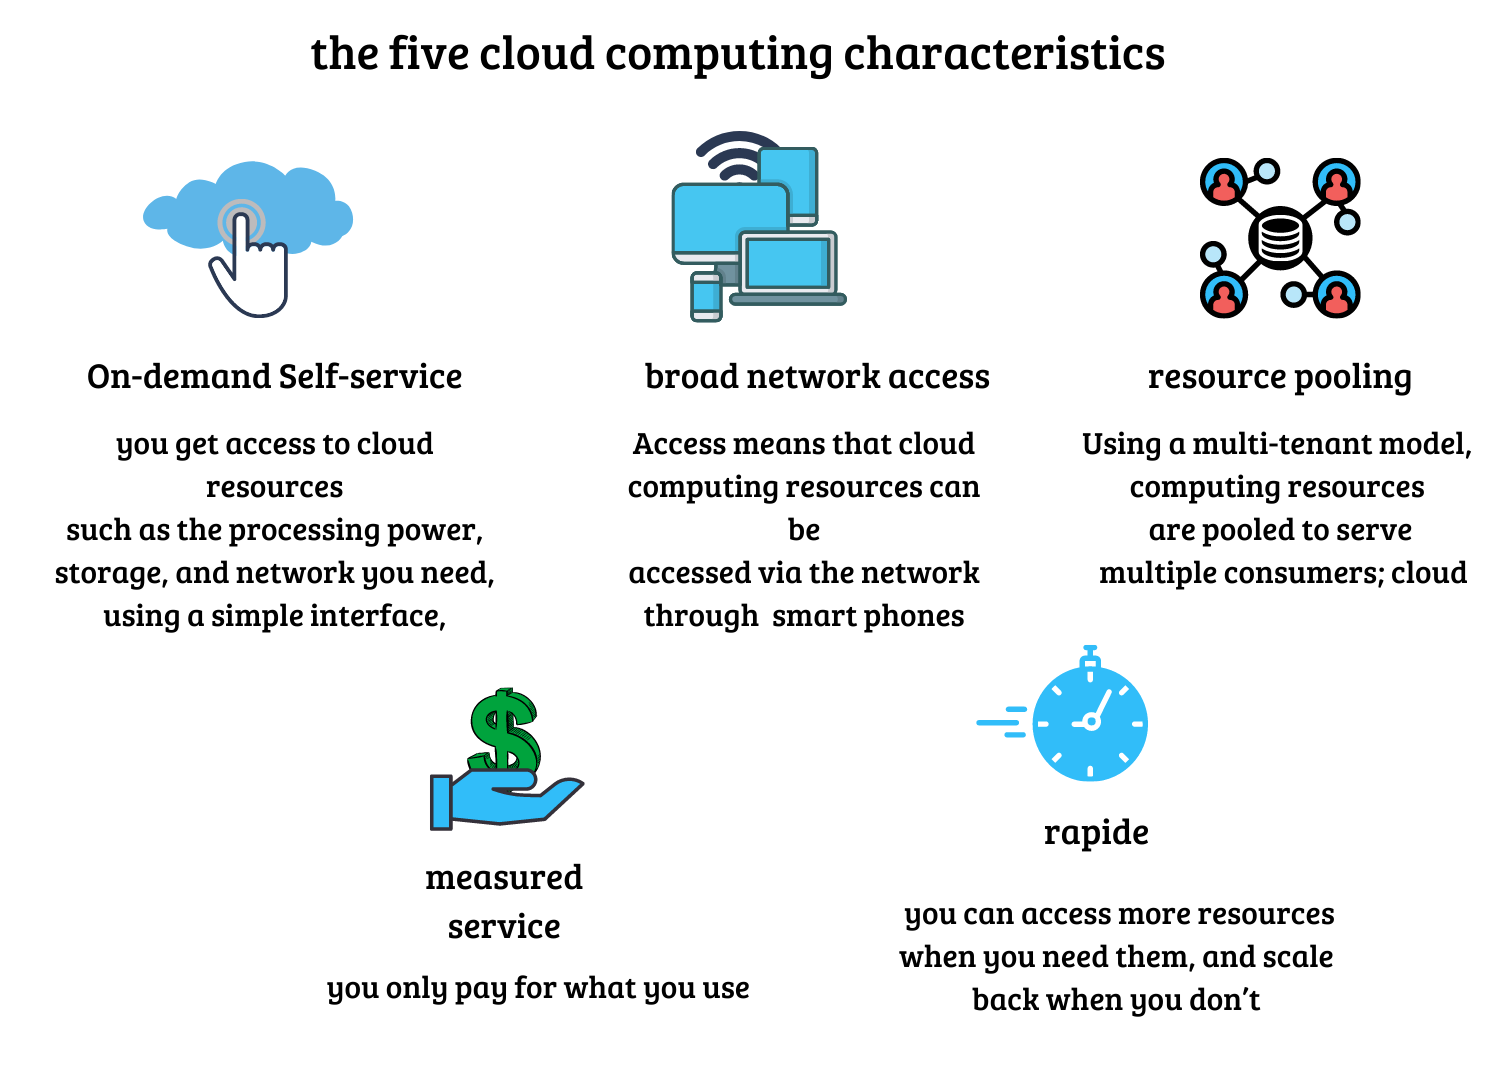 the five cloud computing characteristics
On-demand Self-service
you get access to cloud
resources
such as the processing power,
storage, and network you need,
using a simple interface,
broad network access
Access means that cloud
computing resources can
be
accessed via the network
through  smart phones
resource pooling
Using a multi-tenant model,
computing resources
are pooled to serve
multiple consumers; cloud
measured
service
you only pay for what you use
rapide
you can access more resources
when you need them, and scale
back when you don’t